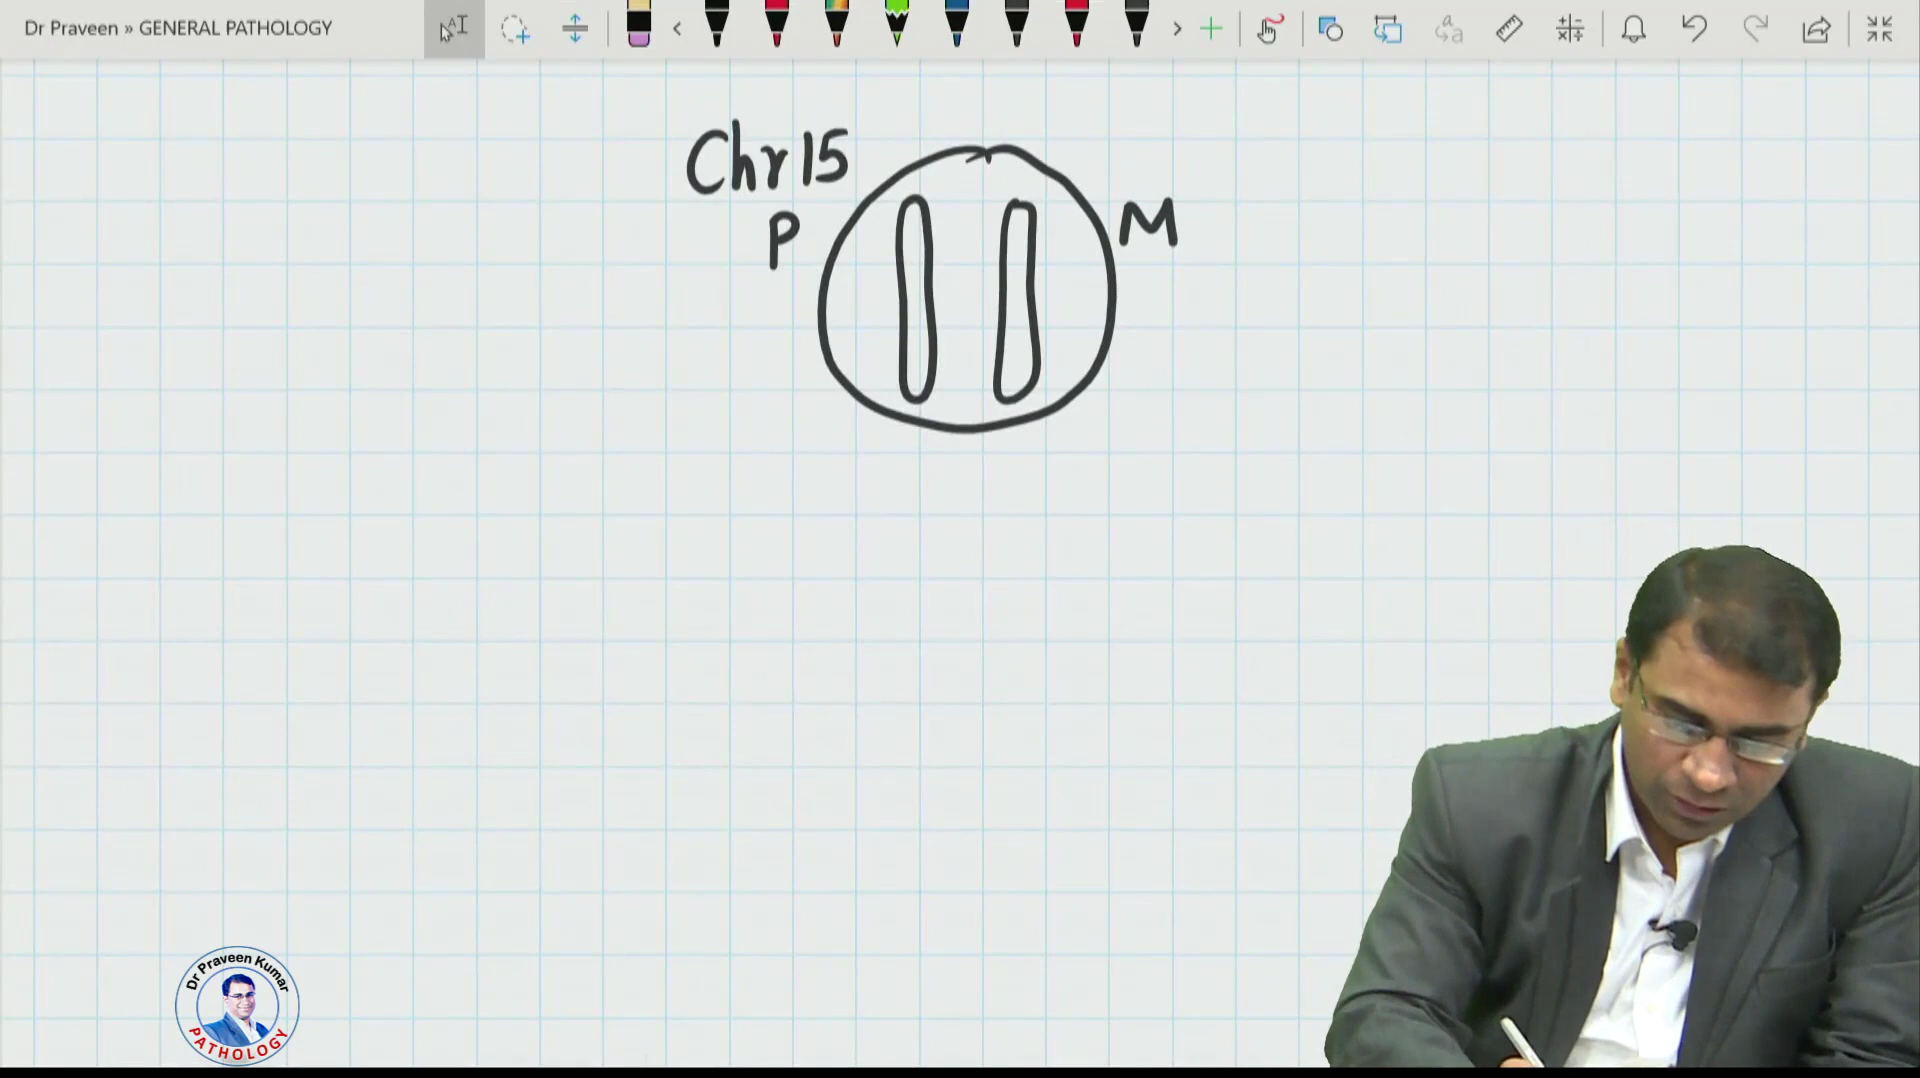 Dr Praveen » GENERAL PATHOLOGY
Chr 15
P
M
Dr Praveen Kumar
PATHOLOGY